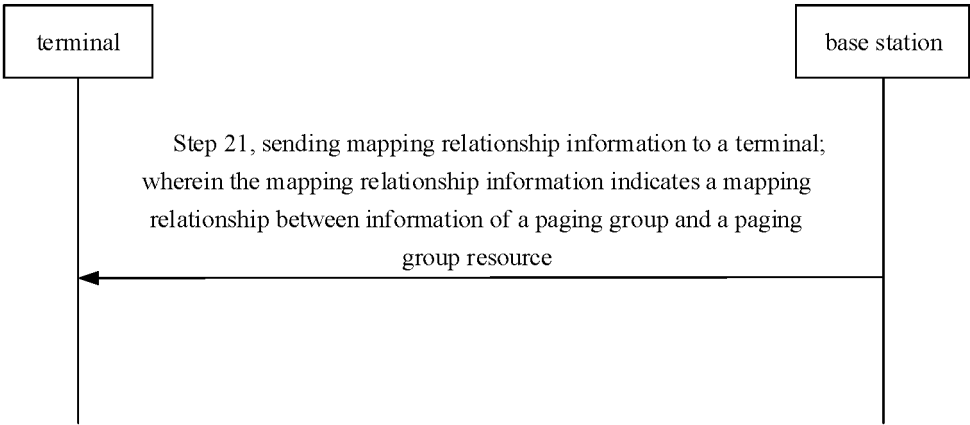 terminal
base station
Step 21, sending mapping relationship information to a terminal;
wherein the mapping relationship information indicates a mapping
relationship between information of a paging group and a paging
group resource